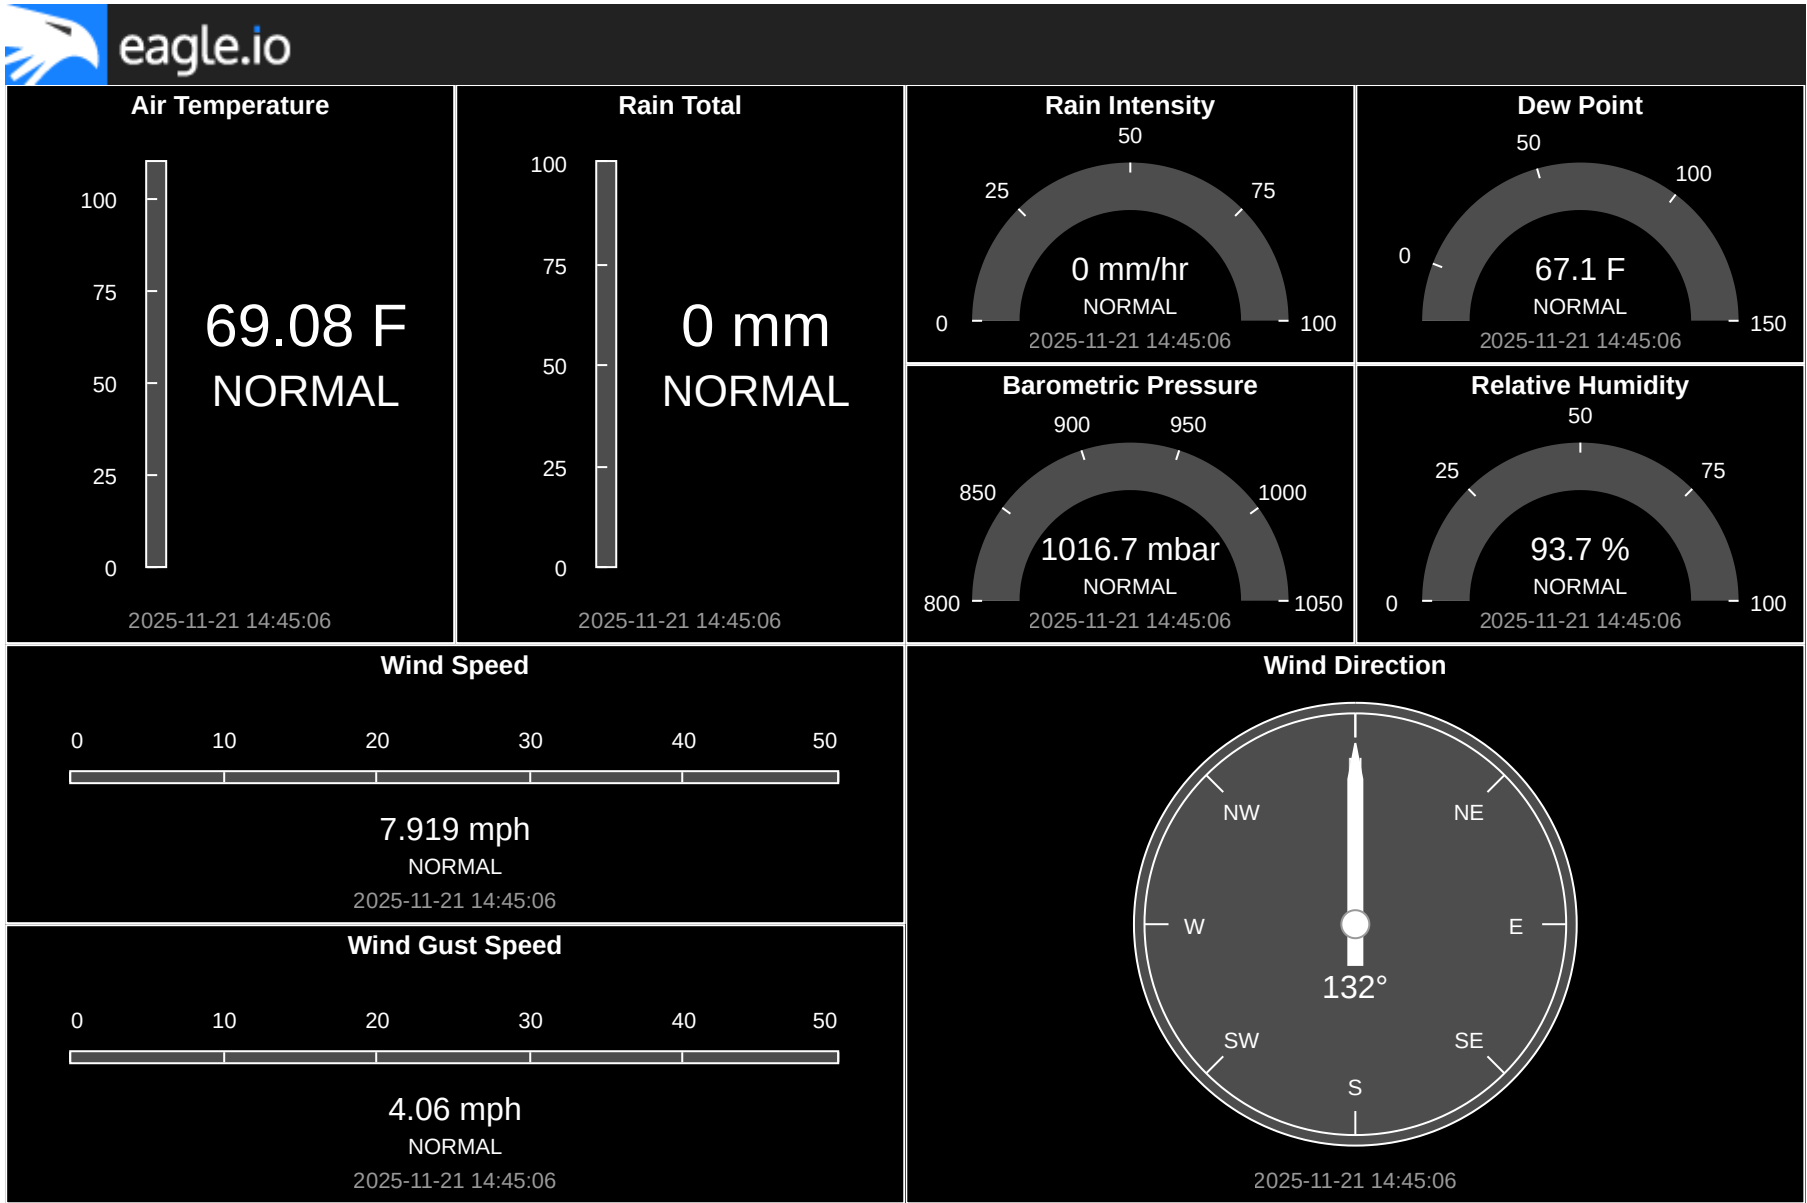 eagle.io
Air Temperature
100
75
50
25
0
69.08 F
NORMAL
2025-11-21 14:45:06
Rain Total
100
75
50
25
0
0 mm
NORMAL
2025-11-21 14:45:06
Rain Intensity
50
25
75
0
100
0 mm/hr
NORMAL
2025-11-21 14:45:06
Dew Point
50
100
0
150
67.1 F
NORMAL
2025-11-21 14:45:06
Barometric Pressure
900
950
850
1000
800
1050
1016.7 mbar
NORMAL
2025-11-21 14:45:06
Relative Humidity
50
25
75
0
100
93.7 %
NORMAL
2025-11-21 14:45:06
Wind Speed
0 10 20 30 40 50
7.919 mph
NORMAL
2025-11-21 14:45:06
Wind Gust Speed
0 10 20 30 40 50
4.06 mph
NORMAL
2025-11-21 14:45:06
Wind Direction
NW NE
W E
132°
SW SE
S
2025-11-21 14:45:06